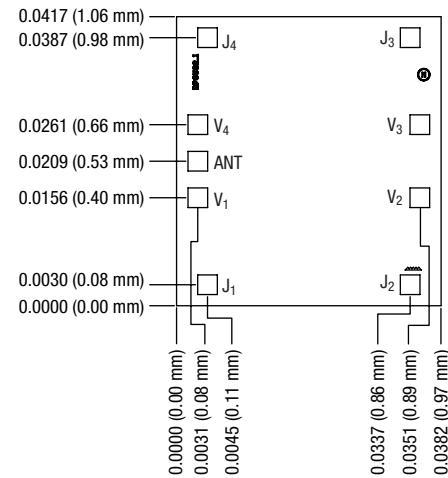 0.0417 (1.06 mm)
0.0387 (0.98 mm)
J4
J3
0.0261 (0.66 mm)
V4
V3
0.0209 (0.53 mm)
ANT
0.0156 (0.40 mm)
V1
V2
0.0030 (0.08 mm)
J1
J2
0.0000 (0.00 mm)
0.0000 (0.00 mm)
0.0031 (0.08 mm)
0.0045 (0.11 mm)
0.0337 (0.86 mm)
0.0351 (0.89 mm)
0.0382 (0.97 mm)